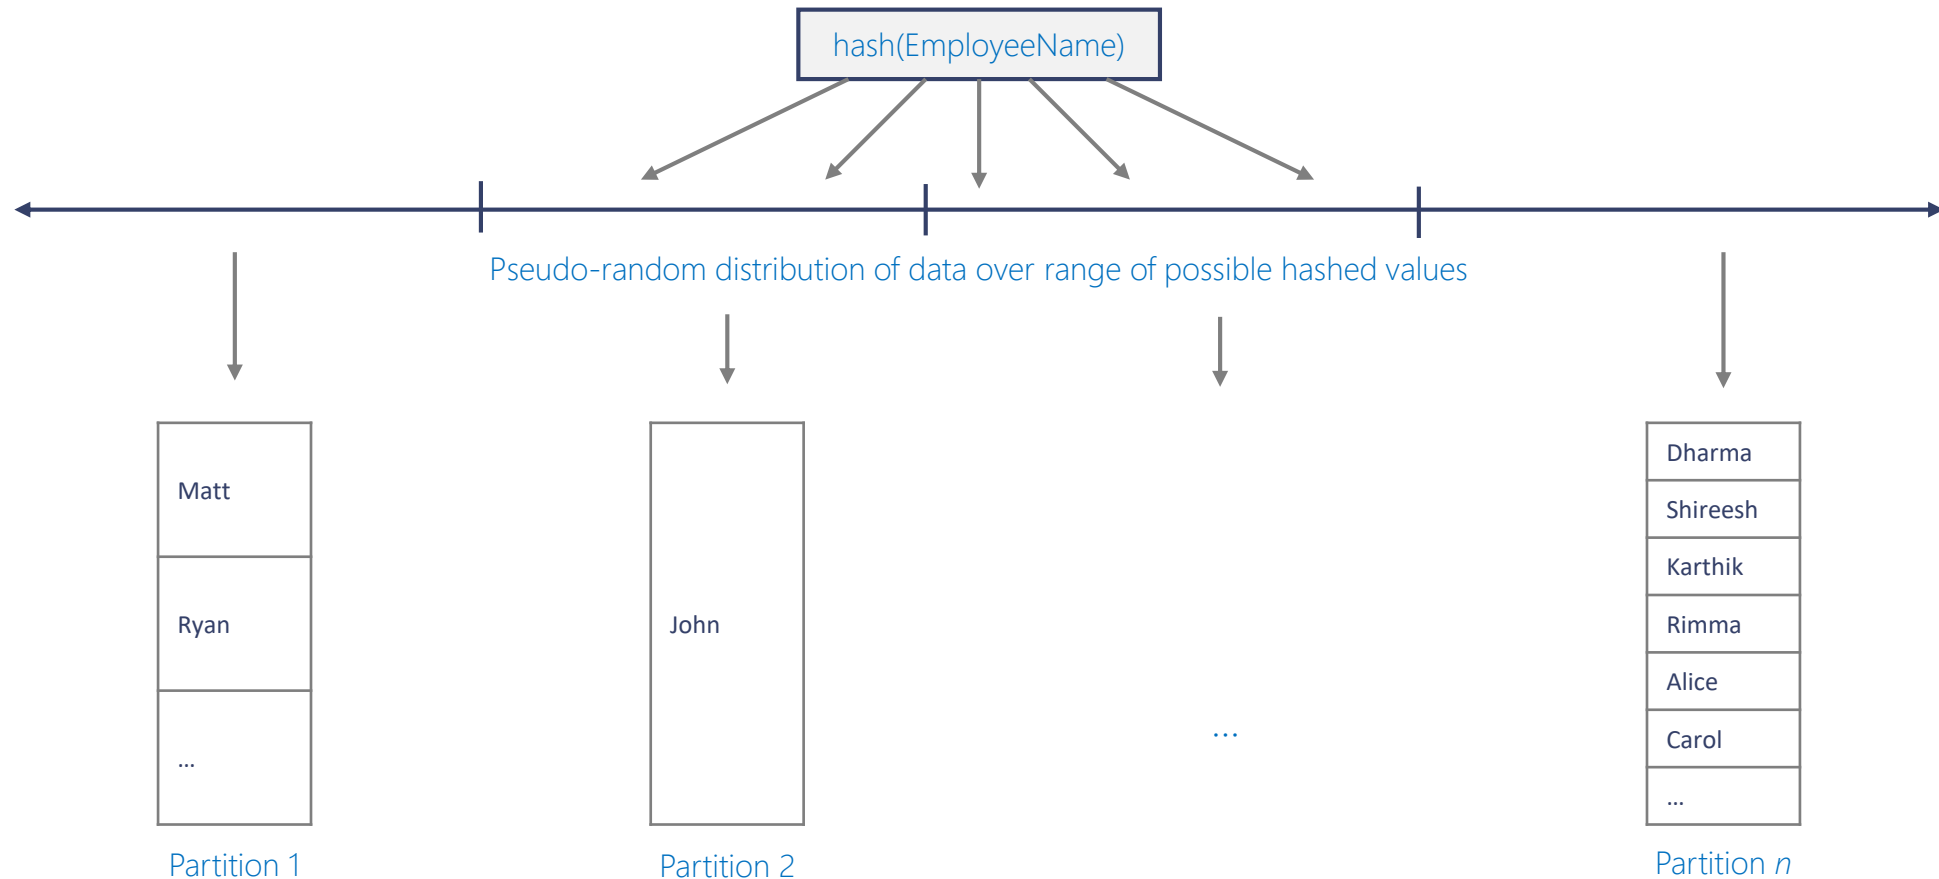 hash(EmployeeName)
Pseudo-random distribution of data over range of possible hashed values
Matt
Ryan
...
Partition 1
John
Partition 2
...
Dharma
Shireesh
Karthik
Rimma
Alice
Carol
...
Partition n